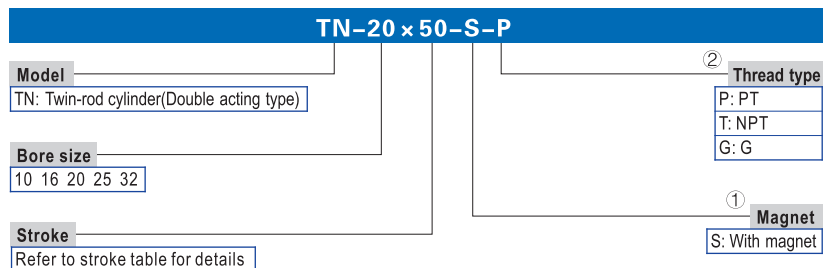 TN-20×50-S-P
Model
TN: Twin-rod cylinder(Double acting type)
Bore size
10 16 20 25 32
Stroke
Refer to stroke table for details
②
Thread type
P: PT
T: NPT
G: G
①
Magnet
S: With magnet